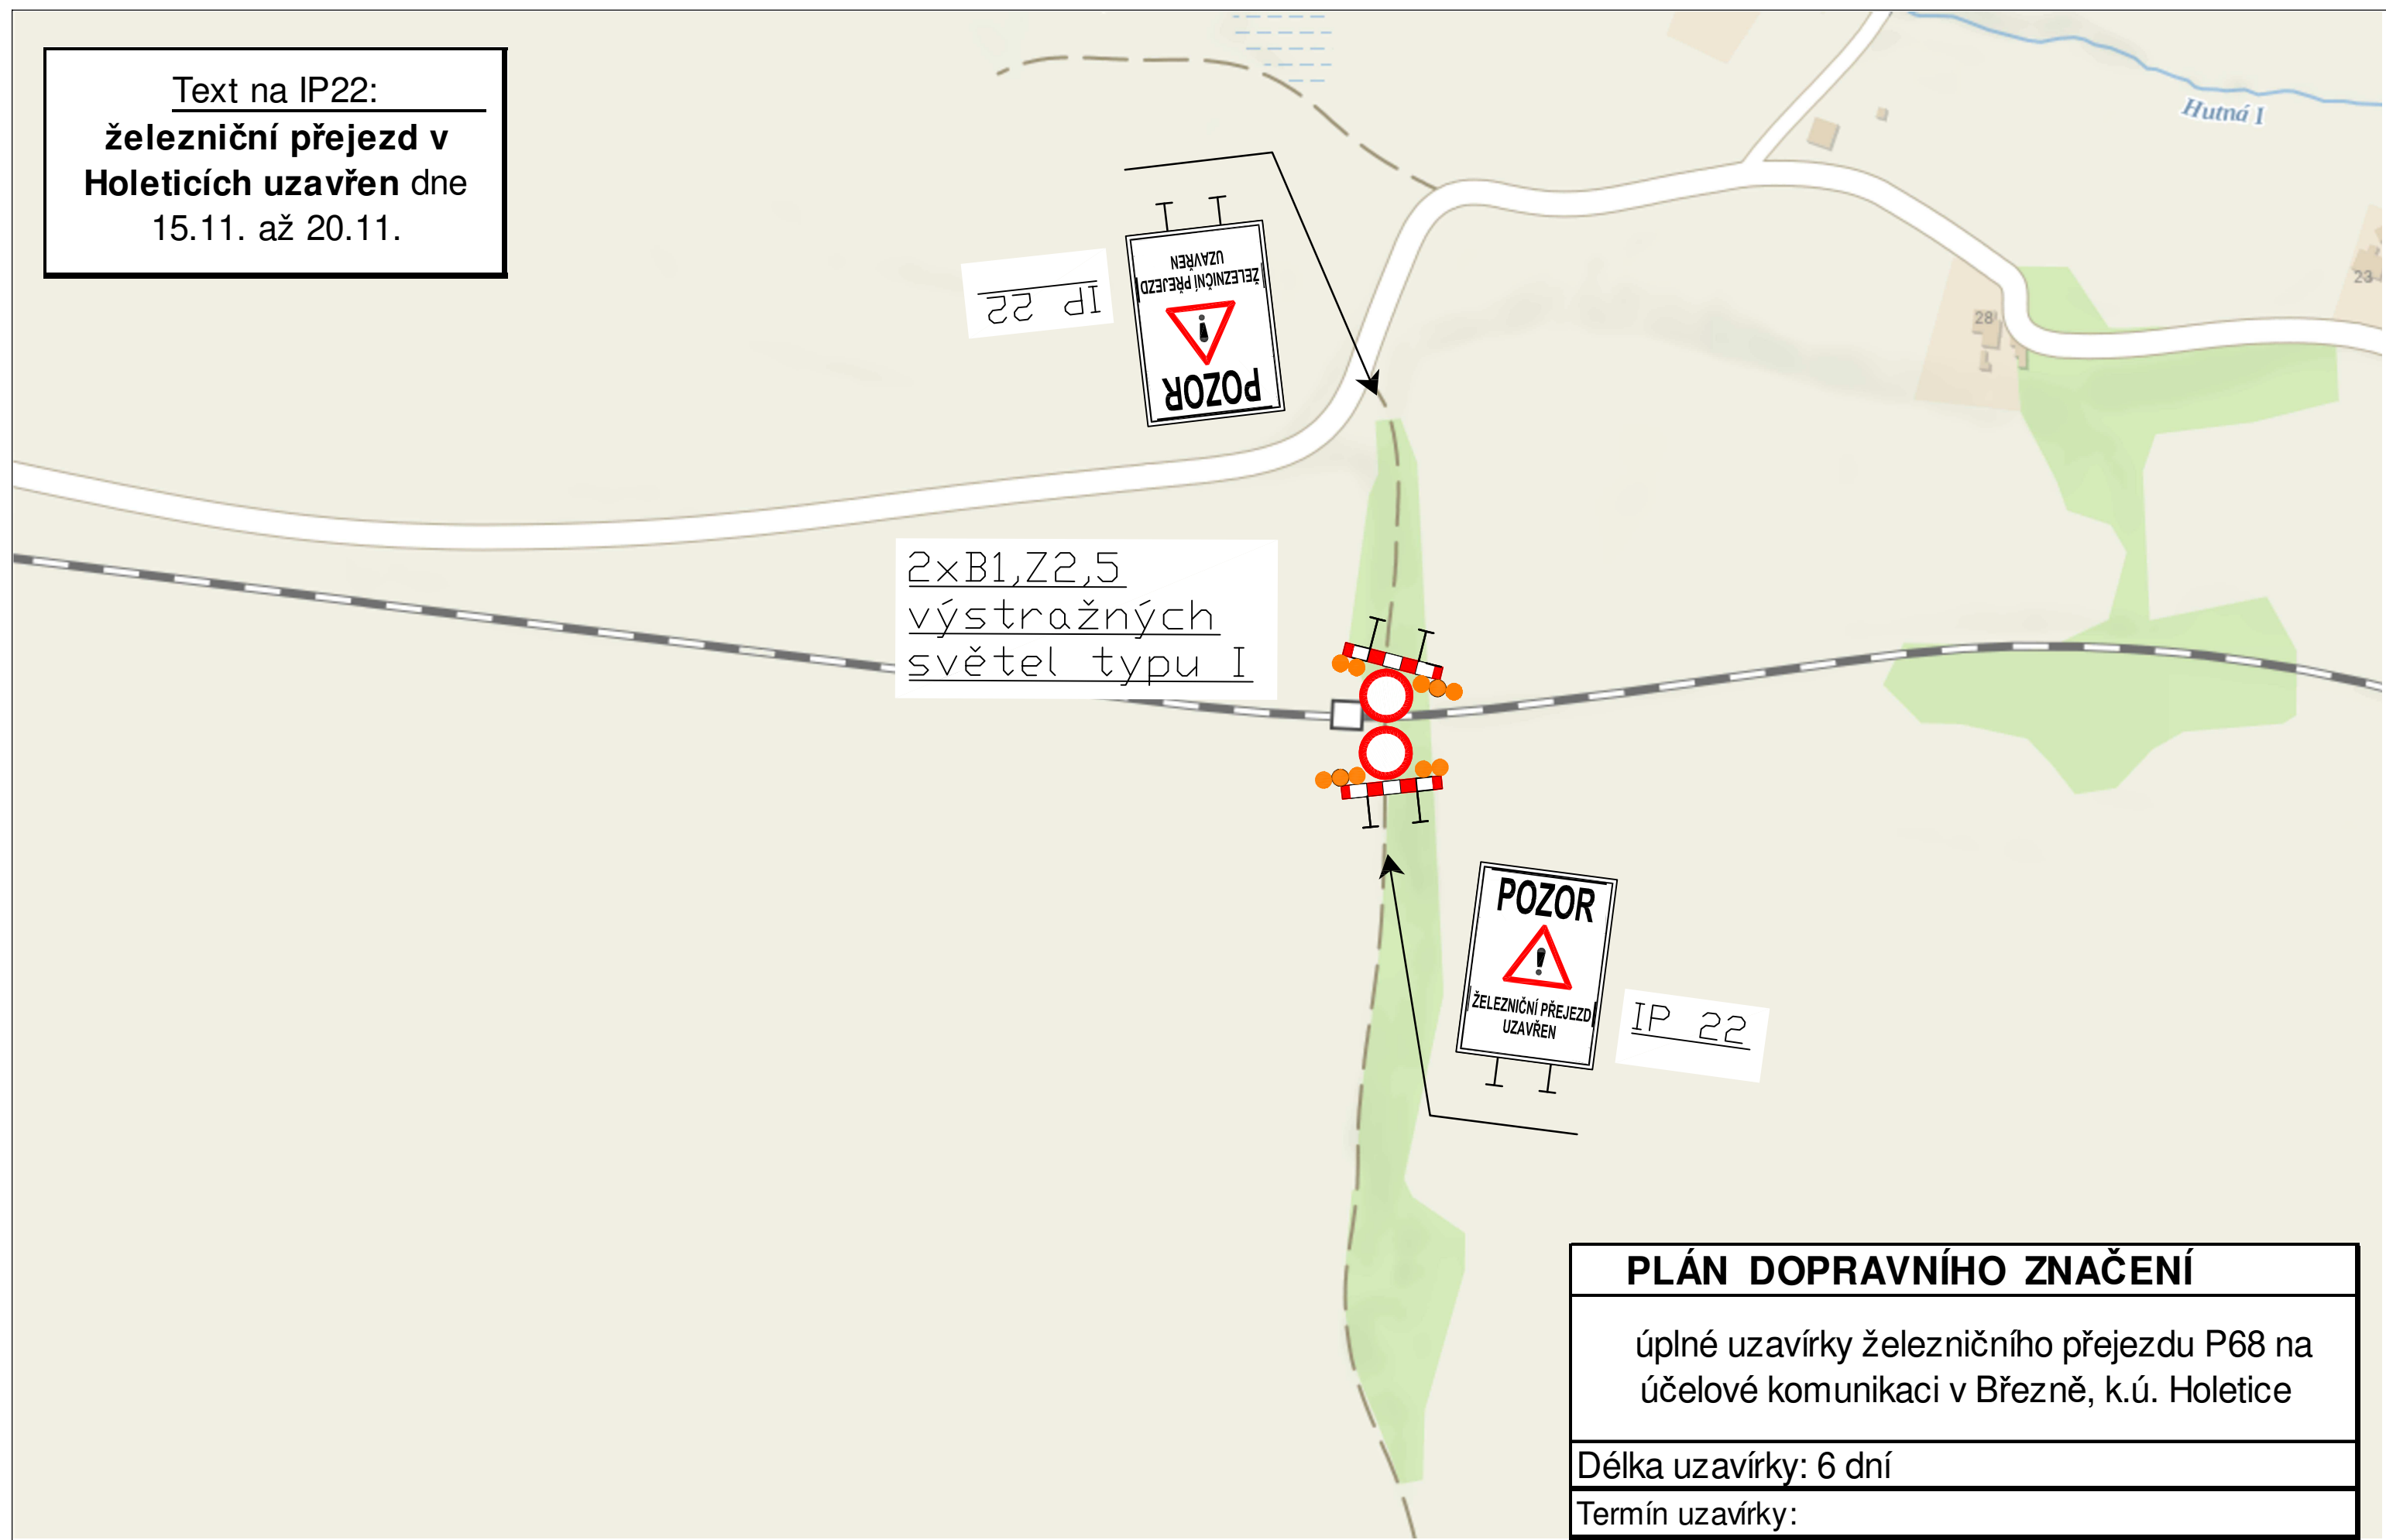 Text na IP22:
železniční přejezd v
Holeticích uzavřen dne
15.11. až 20.11.
Hutná I
IP 22
POZOR
ŽELEZNIČNÍ PŘEJEZD
UZAVŘEN
28
23
2xB1,Z2,5
výstražných
světel typu I
POZOR
ŽELEZNIČNÍ PŘEJEZD
UZAVŘEN
IP 22
PLÁN DOPRAVNÍHO ZNAČENÍ
úplné uzavírky železničního přejezdu P68 na
účelové komunikaci v Březně, k.ú. Holetice
Délka uzavírky: 6 dní
Termín uzavírky: